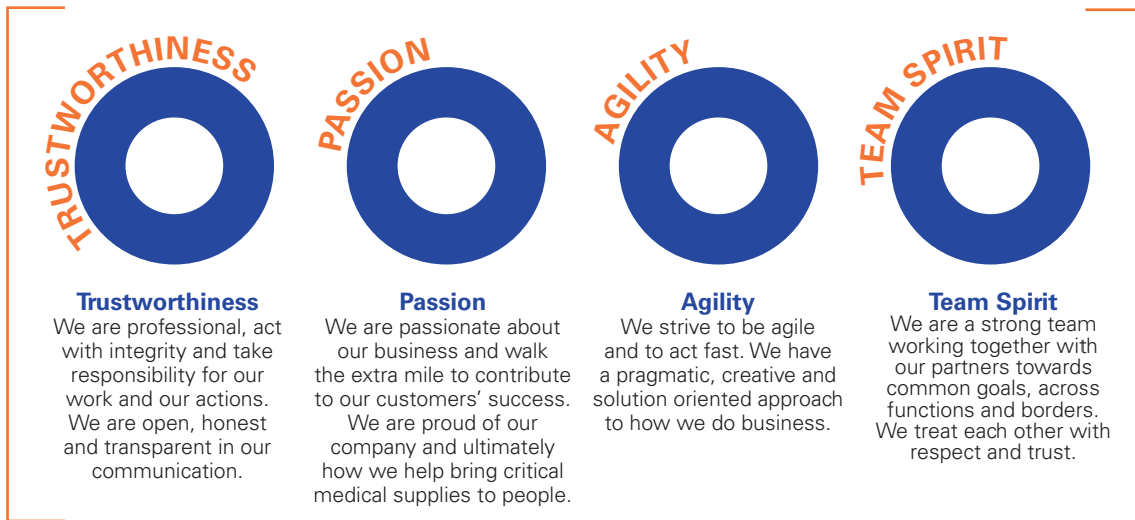 TRUSTWORTHINESS
PASSION
AGILITY
TEAM SPIRIT
Trustworthiness
We are professional, act
with integrity and take
responsibility for our
work and our actions.
We are open, honest
and transparent in our
communication.
Passion
We are passionate about
our business and walk
the extra mile to contribute
to our customers’ success.
We are proud of our
company and ultimately
how we help bring critical
medical supplies to people.
Agility
We strive to be agile
and to act fast. We have
a pragmatic, creative and
solution oriented approach
to how we do business.
Team Spirit
We are a strong team
working together with
our partners towards
common goals, across
functions and borders.
We treat each other with
respect and trust.